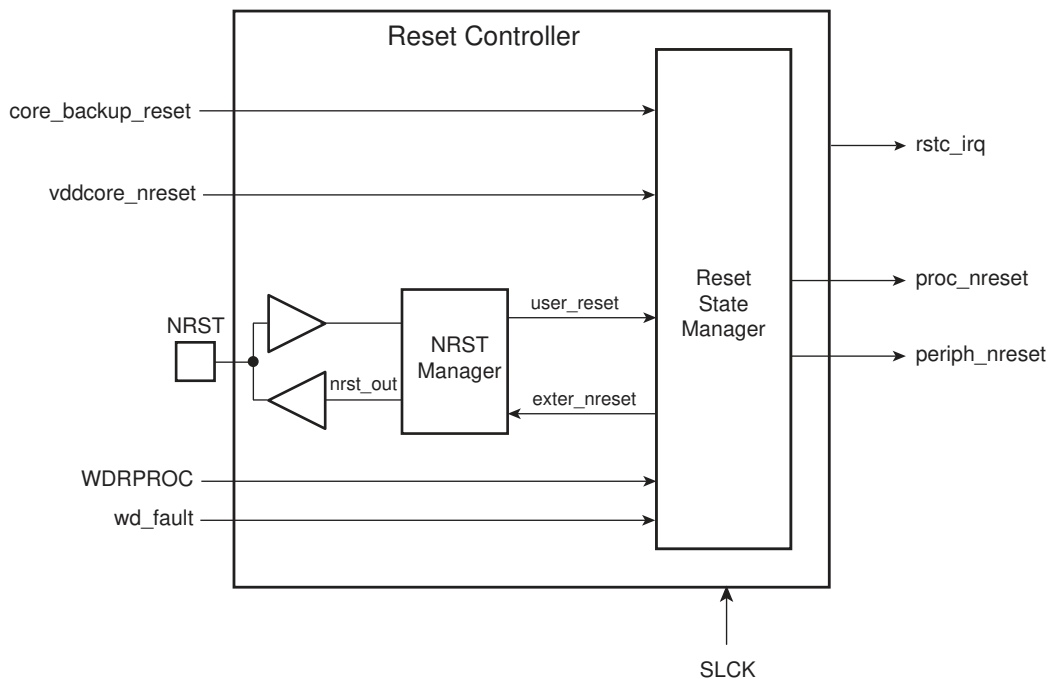 Reset Controller
core_backup_reset
rstc_irq
vddcore_nreset
Reset
State
Manager
proc_nreset
user_reset
NRST
NRST
Manager
periph_nreset
nrst_out
exter_nreset
WDRPROC
wd_fault
SLCK